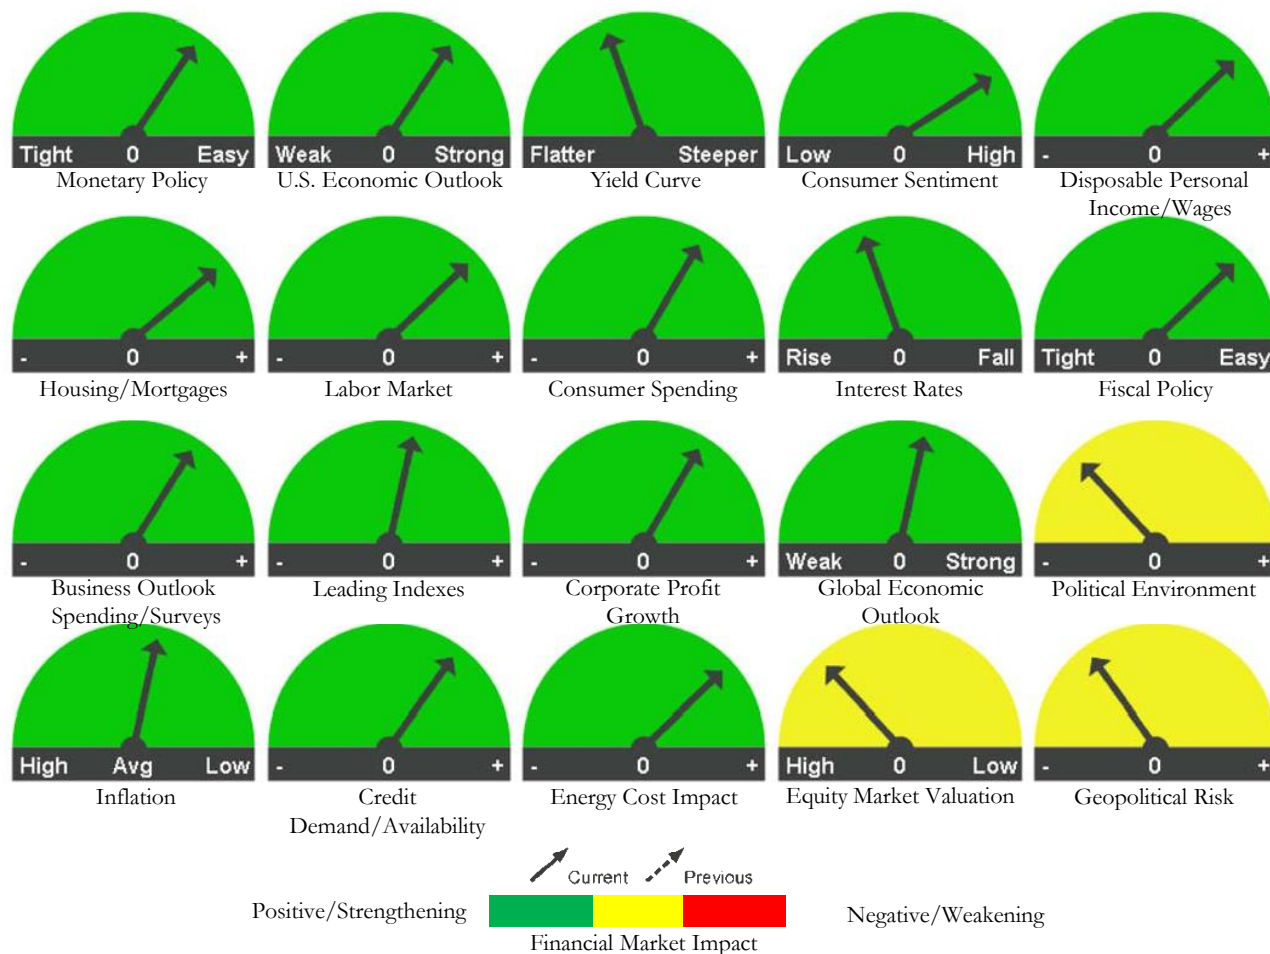 Tight 0 Easy
Weak 0 Strong
Flatter Steeper
Low 0 High
- 0 +
Monetary Policy
U.S. Economic Outlook
Yield Curve
Consumer Sentiment
Disposable Personal
Income/Wages
- 0 +
- 0 +
- 0 +
Rise 0 Fall
Tight 0 Easy
Housing/Mortgages
Labor Market
Consumer Spending
Interest Rates
Fiscal Policy
- 0 +
- 0 +
- 0 +
Weak 0 Strong
- 0 +
Business Outlook
Spending/Surveys
Leading Indexes
Corporate Profit
Growth
Global Economic
Outlook
Political Environment
High Avg Low
- 0 +
- 0 +
High 0 Low
- 0 +
Inflation
Credit
Demand/Availability
Energy Cost Impact
Equity Market Valuation
Geopolitical Risk
Current Previous
Positive/Strengthening
Negative/Weakening
Financial Market Impact